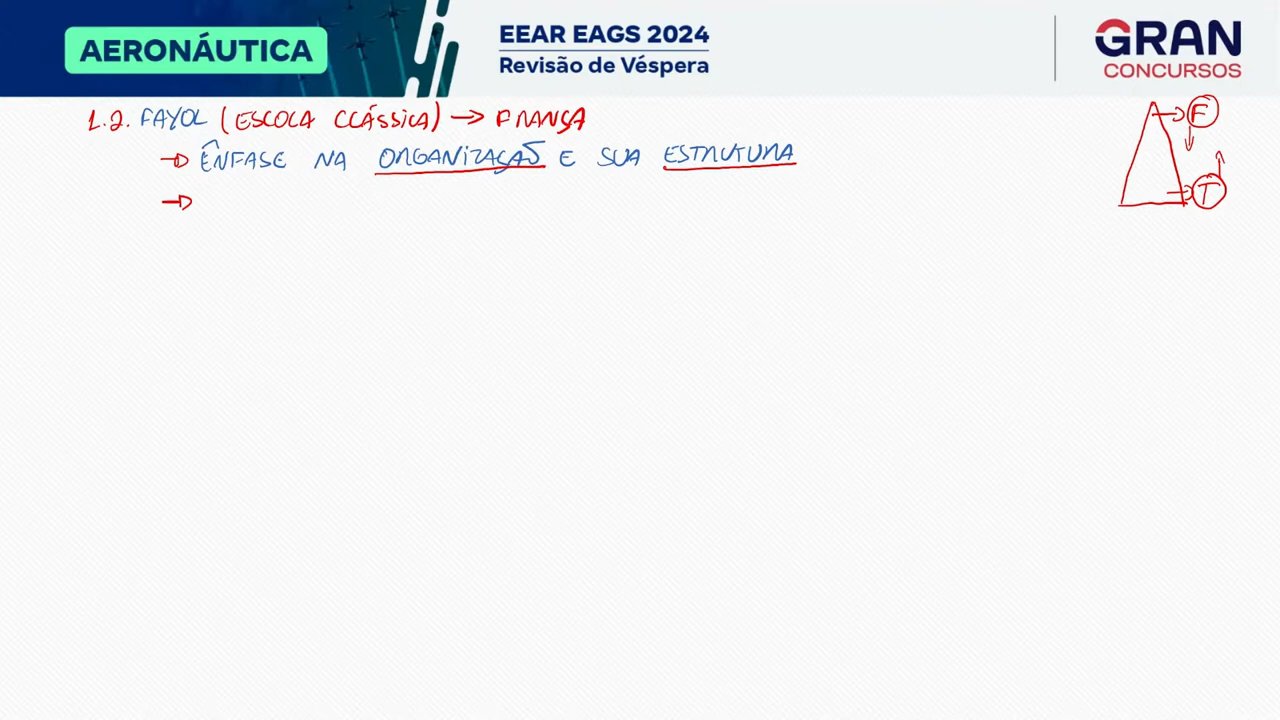 AERONÁUTICA
EEAR EAGS 2024
Revisão de Véspera
GRAN
CONCURSOS
1.2. FAYOL (ESCOLA CLÁSSICA) → FRANÇA
→ ÊNFASE NA ORGANIZAÇÃO E SUA ESTRUTURA
→
F
T